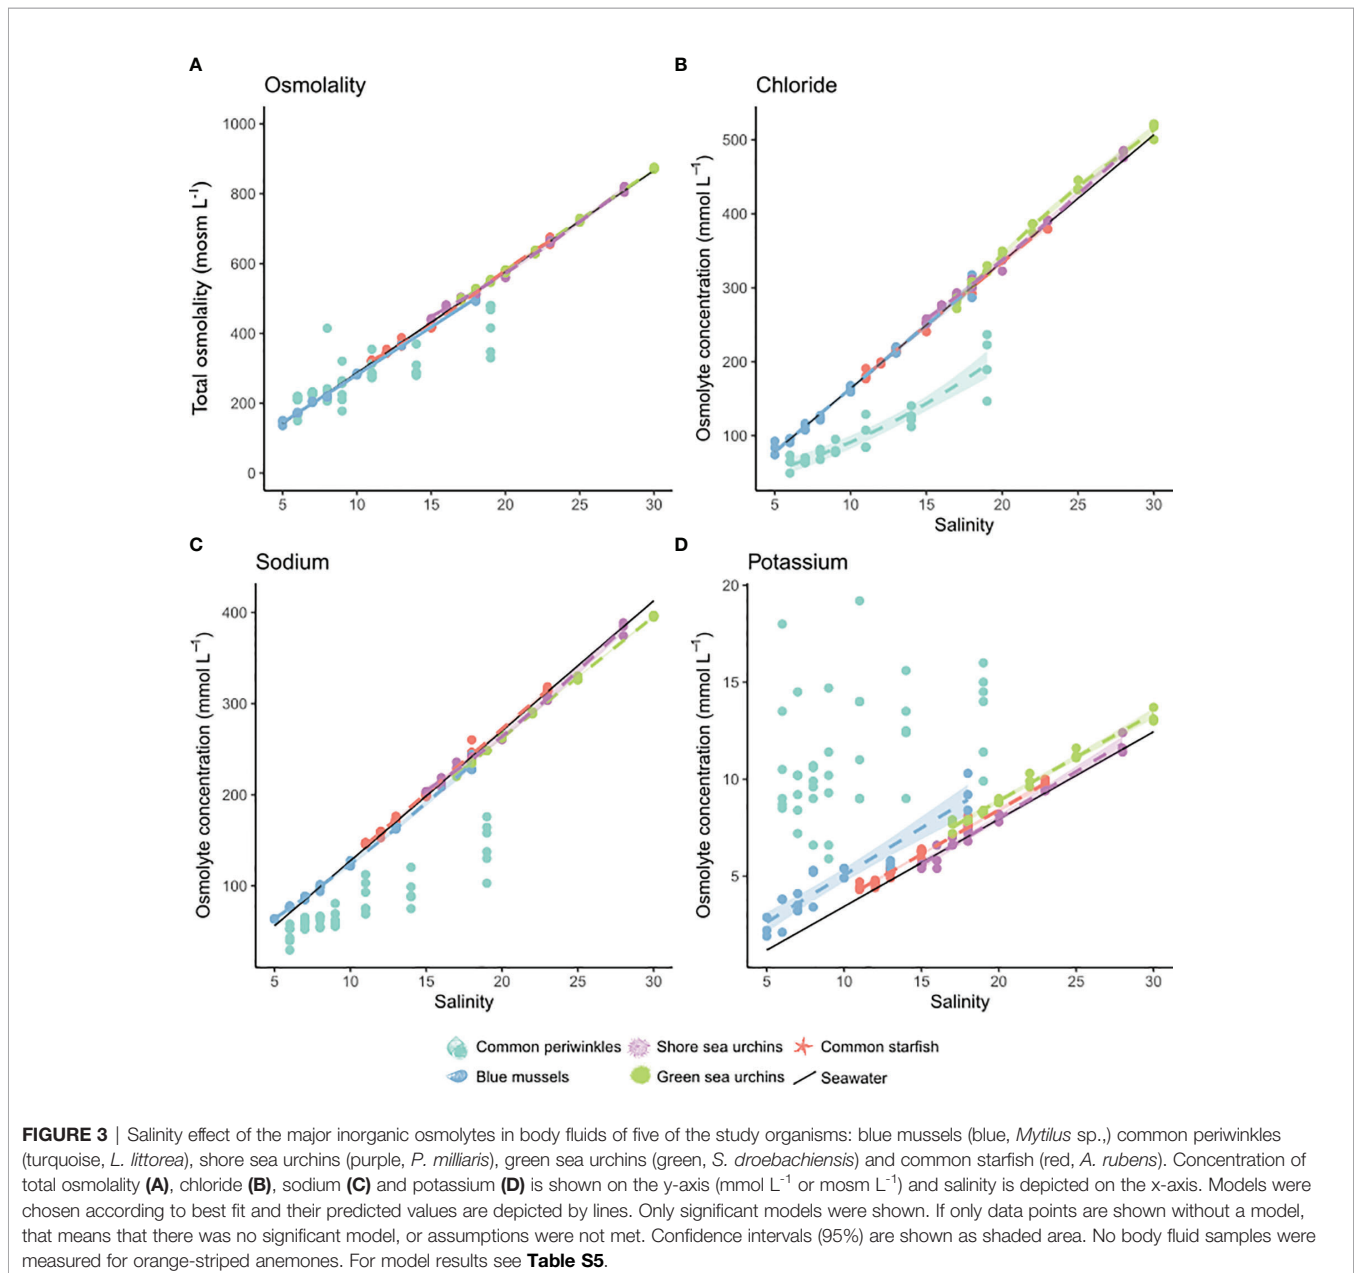 A
Osmolality
Total osmolality (mosm L-1)
1000
800
600
400
200
0
5
10
15
20
25
30
B
Chloride
Osmolyte concentration (mmol L−1)
500
400
300
200
100
5
10
15
20
25
30
Salinity
C
Sodium
Osmolyte concentration (mmol L−1)
400
300
200
100
5
10
15
20
25
30
Salinity
D
Potassium
Osmolyte concentration (mmol L−1)
20
15
10
5
5
10
15
20
25
30
Salinity
Common periwinkles Shore sea urchins Common starfish
Blue mussels Green sea urchins Seawater
FIGURE 3 | Salinity effect of the major inorganic osmolytes in body fluids of five of the study organisms: blue mussels (blue, Mytilus sp.,) common periwinkles
(turquoise, L. littorea), shore sea urchins (purple, P. milliaris), green sea urchins (green, S. droebachiensis) and common starfish (red, A. rubens). Concentration of
total osmolality (A), chloride (B), sodium (C) and potassium (D) is shown on the y-axis (mmol L-1 or mosm L-1) and salinity is depicted on the x-axis. Models were
chosen according to best fit and their predicted values are depicted by lines. Only significant models were shown. If only data points are shown without a model,
that means that there was no significant model, or assumptions were not met. Confidence intervals (95%) are shown as shaded area. No body fluid samples were
measured for orange-striped anemones. For model results see Table S5.